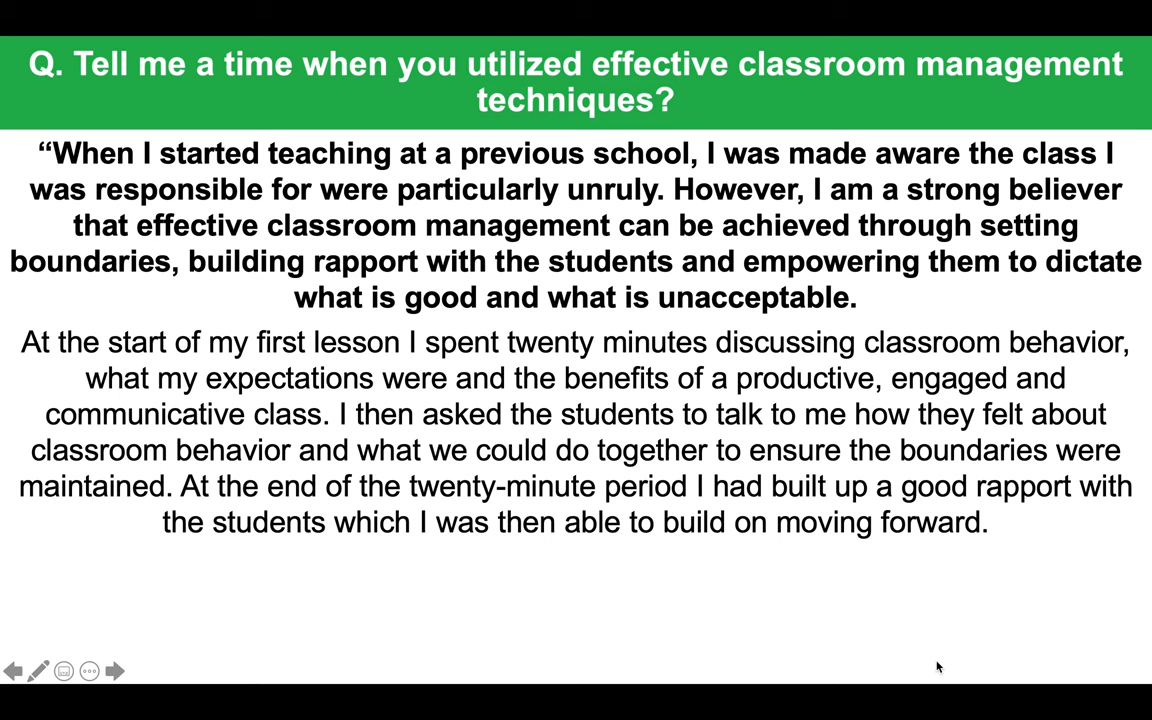 Q. Tell me a time when you utilized effective classroom management
techniques?
“When I started teaching at a previous school, I was made aware the class I
was responsible for were particularly unruly. However, I am a strong believer
that effective classroom management can be achieved through setting
boundaries, building rapport with the students and empowering them to dictate
what is good and what is unacceptable.
At the start of my first lesson I spent twenty minutes discussing classroom behavior,
what my expectations were and the benefits of a productive, engaged and
communicative class. I then asked the students to talk to me how they felt about
classroom behavior and what we could do together to ensure the boundaries were
maintained. At the end of the twenty-minute period I had built up a good rapport with
the students which I was then able to build on moving forward.